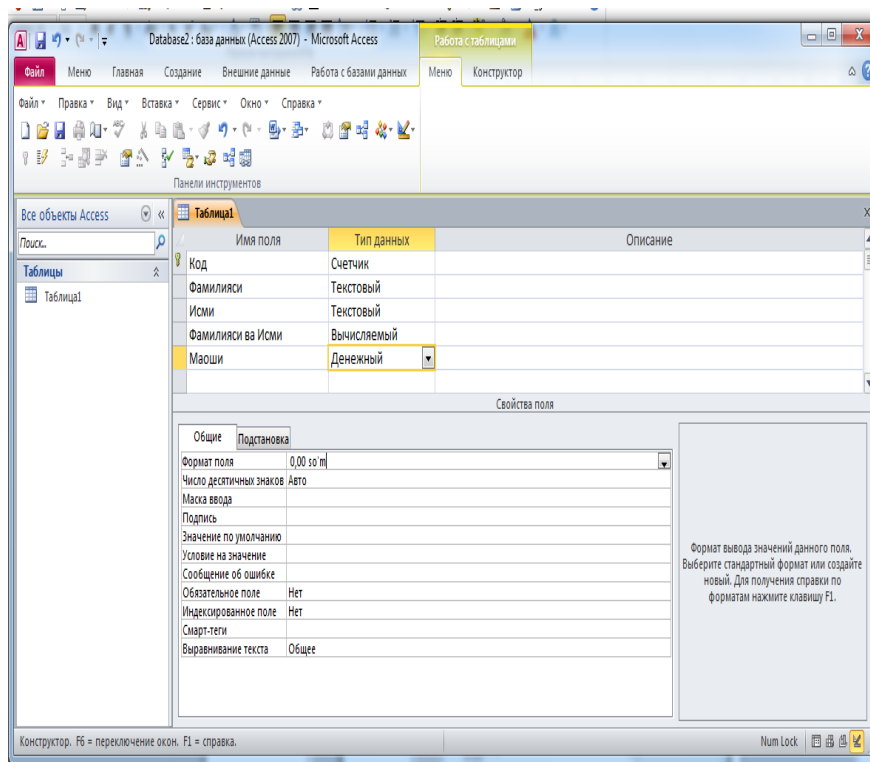 Database2 : база данных (Access 2007) - Microsoft Access
Работа с таблицами
Файл Меню Главная Создание Внешние данные Работа с базами данных Меню Конструктор
Файл Правка Вид Вставка Сервис Окно Справка
Панели инструментов
Все объекты Access
Таблица1
Поиск...
Имя поля Тип данных Описание
Таблицы
Таблица1
Код Счетчик
Фамилияси Текстовый
Исми Текстовый
Фамилияси ва Исми Вычисляемый
Маоши Денежный
Свойства поля
Общие Подстановка
Формат поля 0,00 so`m
Число десятичных знаков Авто
Маска ввода
Подпись
Значение по умолчанию
Условие на значение
Сообщение об ошибке
Обязательное поле Нет
Индексированное поле Нет
Смарт-теги
Выравнивание текста Общее
Формат вывода значений данного поля.
Выберите стандартный формат или создайте
новый. Для получения справки по
форматам нажмите клавишу F1.
Конструктор. F6 = переключение окон. F1 = справка. Num Lock